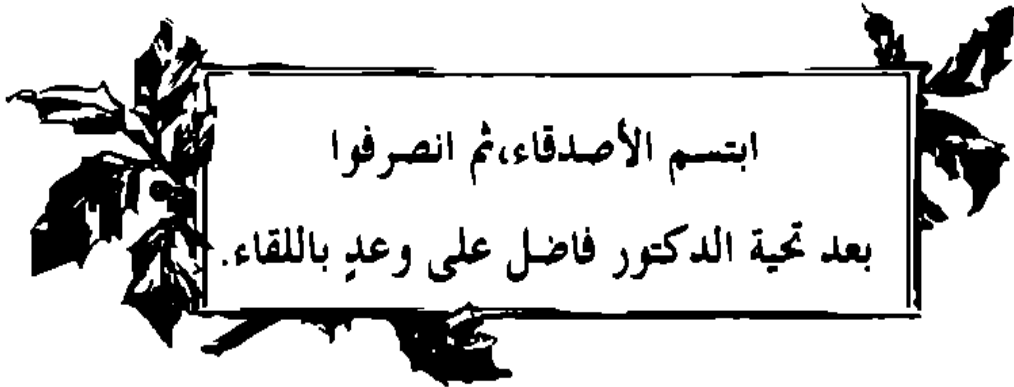 ابتسم الأصدقاء،ثم انصرفوا
بعد تحية الدكتور فاضل على وعدٍ باللقاء.